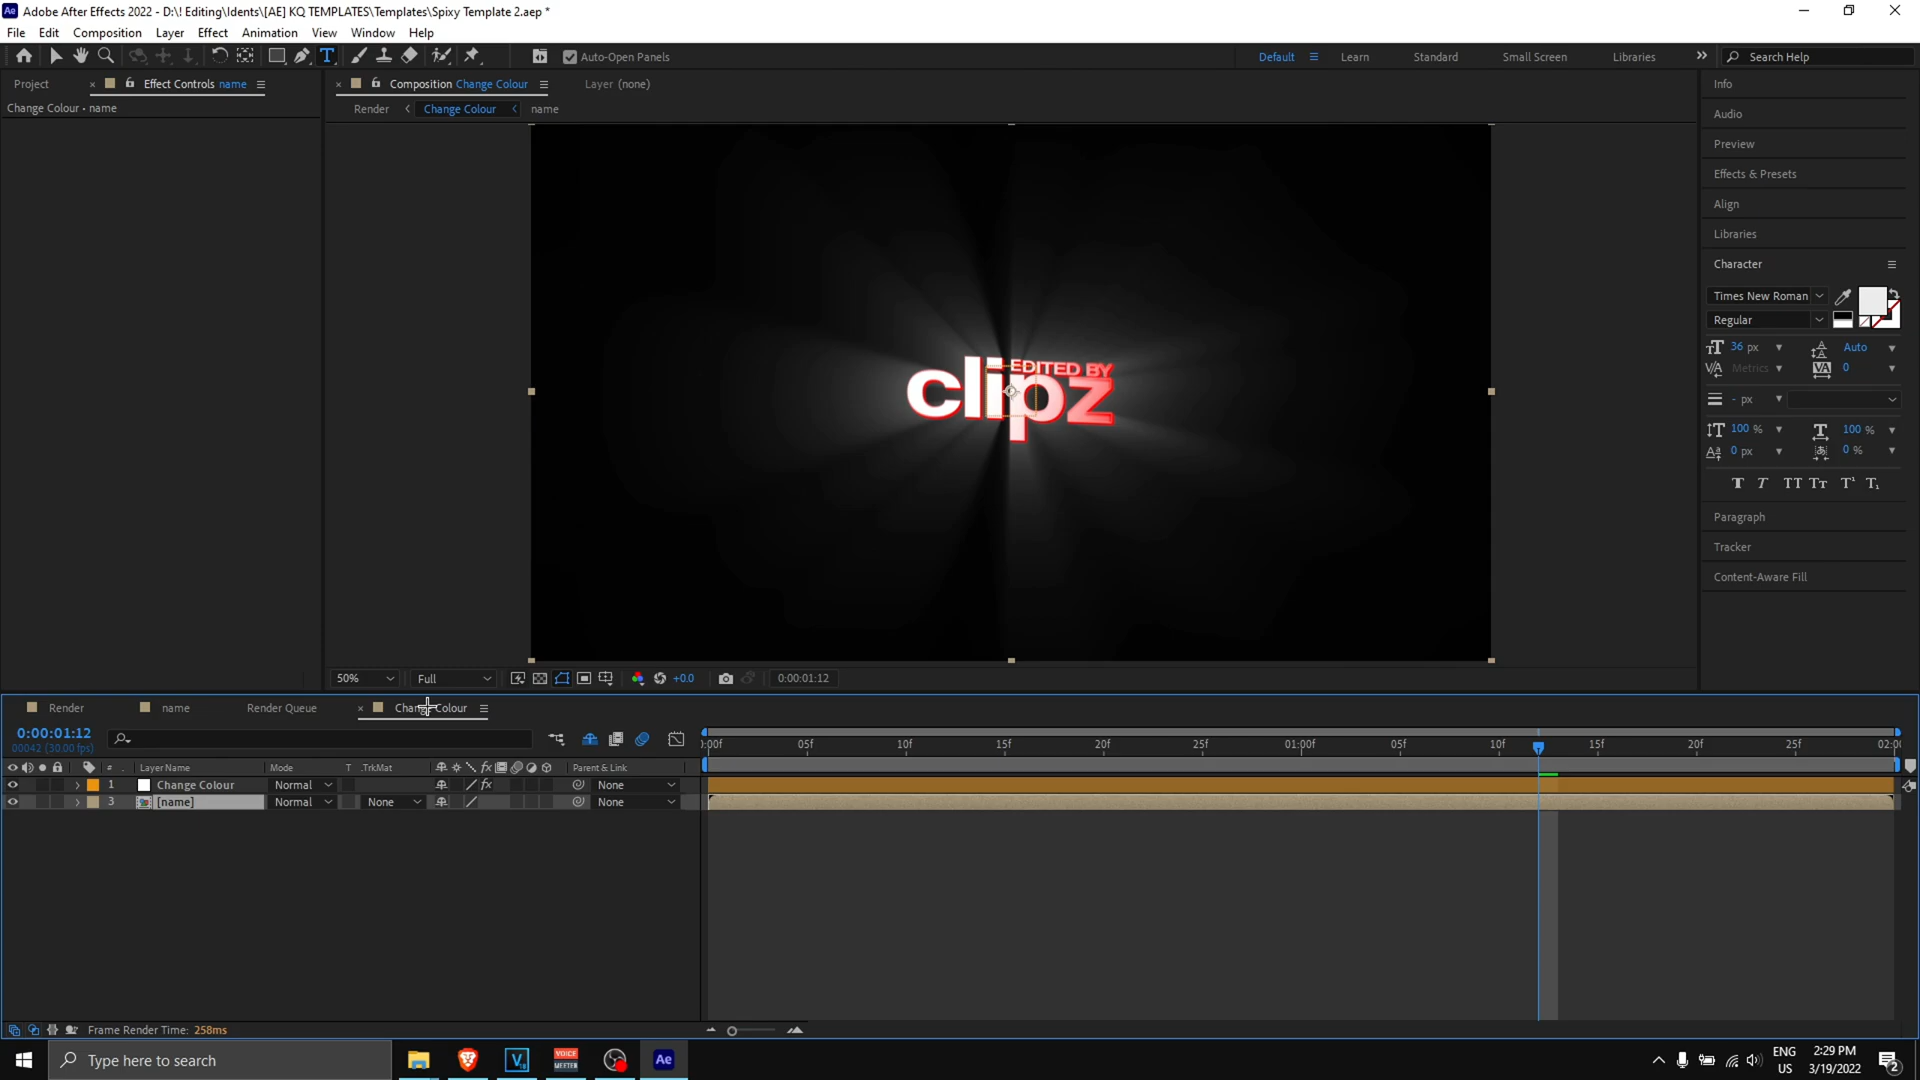 Adobe After Effects 2022 - D:\! Editing\Idents\[AE] KQ TEMPLATES\Templates\Spixy Template 2.aep *
File Edit Composition Layer Effect Animation View Window Help
Auto-Open Panels
Default Learn Standard Small Screen Libraries
Search Help
Project
Effect Controls name
Composition Change Colour
Layer (none)
Change Colour • name
Render Change Colour name
EDITED BY
clipz
Info
Audio
Preview
Effects & Presets
Align
Libraries
Character
Times New Roman
Regular
36 px Auto
Metrics 0
- px
100 % 100 %
0 px 0 %
Paragraph
Tracker
Content-Aware Fill
50% Full +0.0 0:00:01:12
Render name Render Queue Change Colour
0:00:01:12
00042 (30.00 fps)
:00f 05f 10f 15f 20f 25f 01:00f 05f 10f 15f 20f 25f 02:00
# Layer Name Mode T .TrkMat Parent & Link
1 Change Colour Normal None
3 [name] Normal None None
Frame Render Time: 258ms
Type here to search
ENG
US
2:29 PM
3/19/2022
2